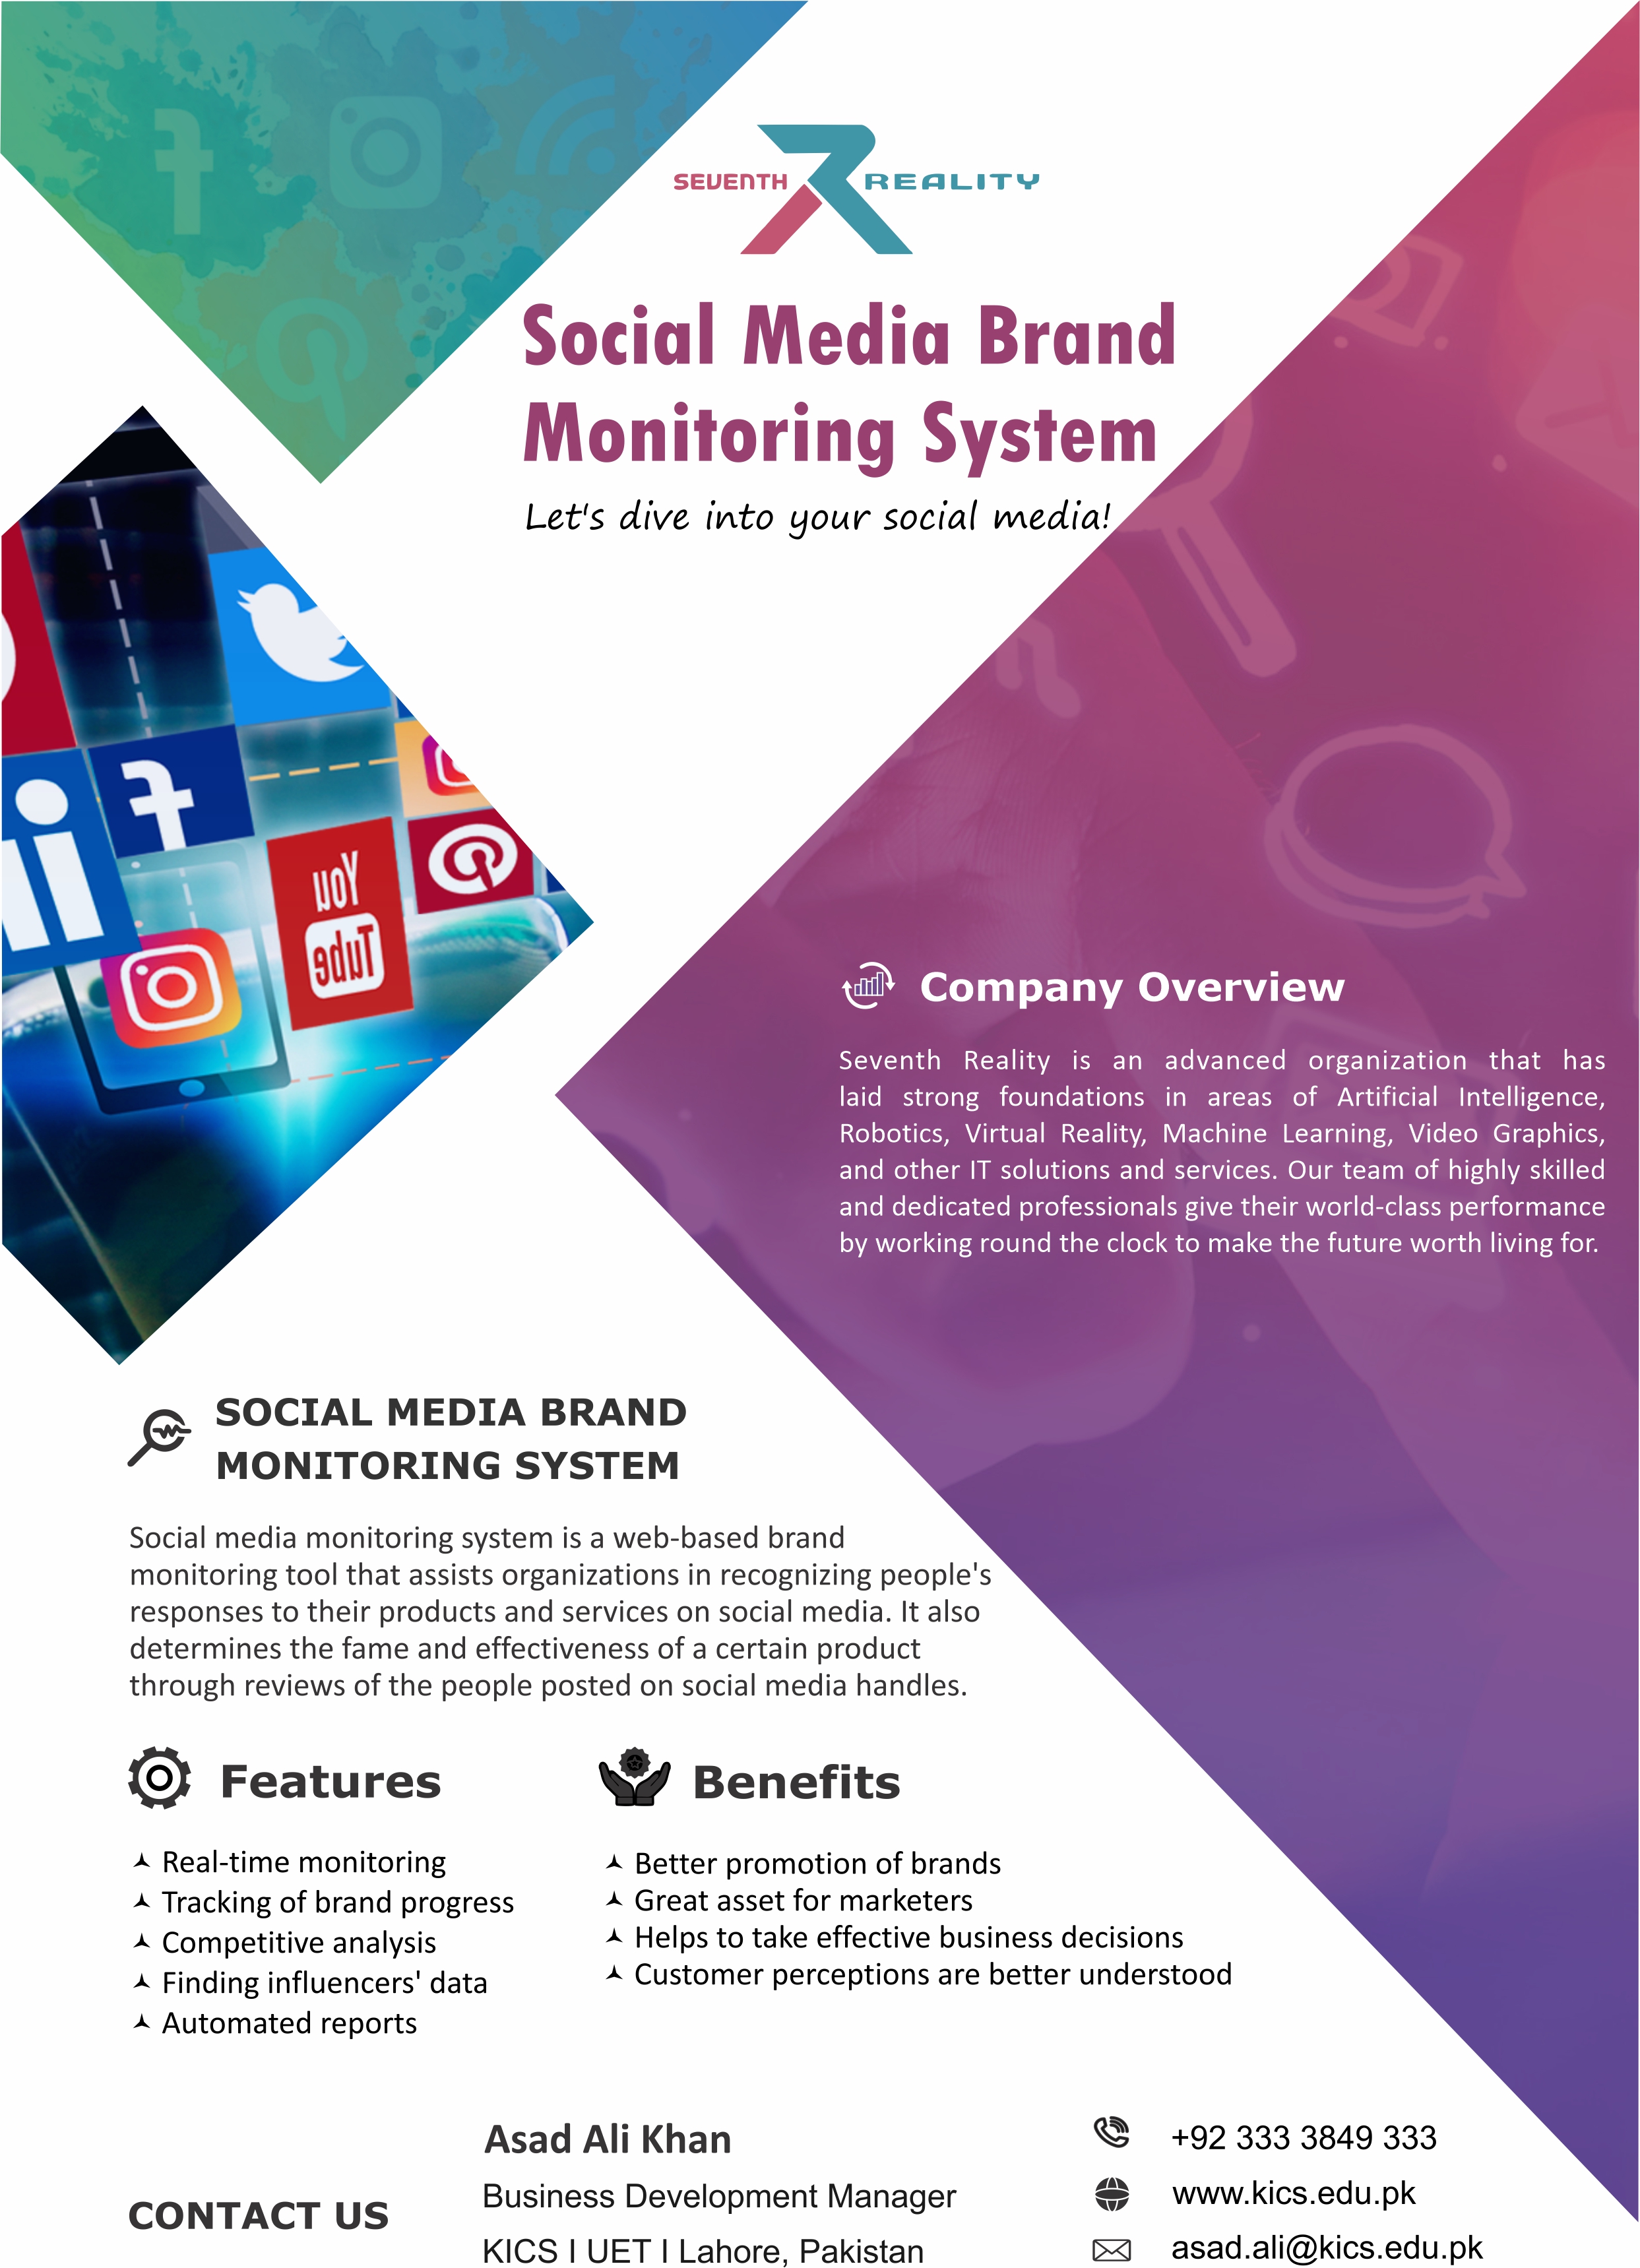 SEVENTH REALITY
Social Media Brand
Monitoring System
Let's dive into your social media!
You
Tube
Company Overview
Seventh Reality is an advanced organization that has
laid strong foundations in areas of Artificial Intelligence,
Robotics, Virtual Reality, Machine Learning, Video Graphics,
and other IT solutions and services. Our team of highly skilled
and dedicated professionals give their world-class performance
by working round the clock to make the future worth living for.
SOCIAL MEDIA BRAND
MONITORING SYSTEM
Social media monitoring system is a web-based brand
monitoring tool that assists organizations in recognizing people's
responses to their products and services on social media. It also
determines the fame and effectiveness of a certain product
through reviews of the people posted on social media handles.
Features
Real-time monitoring
Tracking of brand progress
Competitive analysis
Finding influencers' data
Automated reports
Benefits
Better promotion of brands
Great asset for marketers
Helps to take effective business decisions
Customer perceptions are better understood
CONTACT US
Asad Ali Khan
Business Development Manager
KICS I UET I Lahore, Pakistan
+92 333 3849 333
www.kics.edu.pk
asad.ali@kics.edu.pk